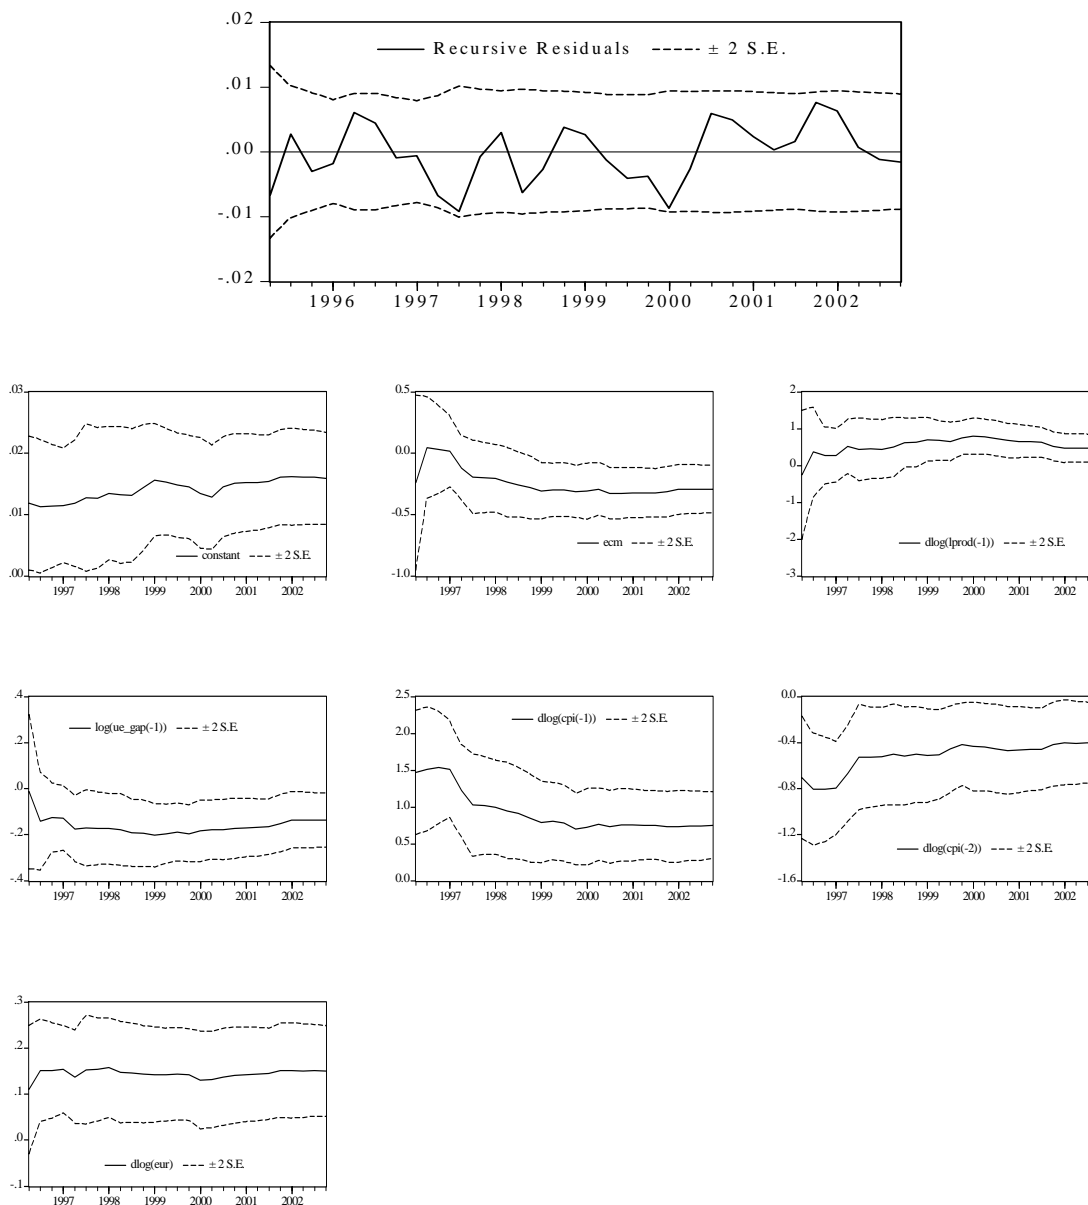 .02
Recursive Residuals ± 2 S.E.
.01
.00
-.01
-.02
1996 1997 1998 1999 2000 2001 2002
.03
.02
.01
.00
constant ± 2 S.E.
1997 1998 1999 2000 2001 2002
0.5
0.0
-0.5
-1.0
ecm ± 2 S.E.
1997 1998 1999 2000 2001 2002
2
1
0
-1
-2
-3
dlog(lprod(-1)) ± 2 S.E.
1997 1998 1999 2000 2001 2002
.4
.2
.0
-.2
-.4
log(ue_gap(-1)) ± 2 S.E.
1997 1998 1999 2000 2001 2002
2.5
2.0
1.5
1.0
0.5
0.0
dlog(cpi(-1)) ± 2 S.E.
1997 1998 1999 2000 2001 2002
0.0
-0.4
-0.8
-1.2
-1.6
dlog(cpi(-2)) ± 2 S.E.
1997 1998 1999 2000 2001 2002
.3
.2
.1
.0
-.1
dlog(eur) ± 2 S.E.
1997 1998 1999 2000 2001 2002